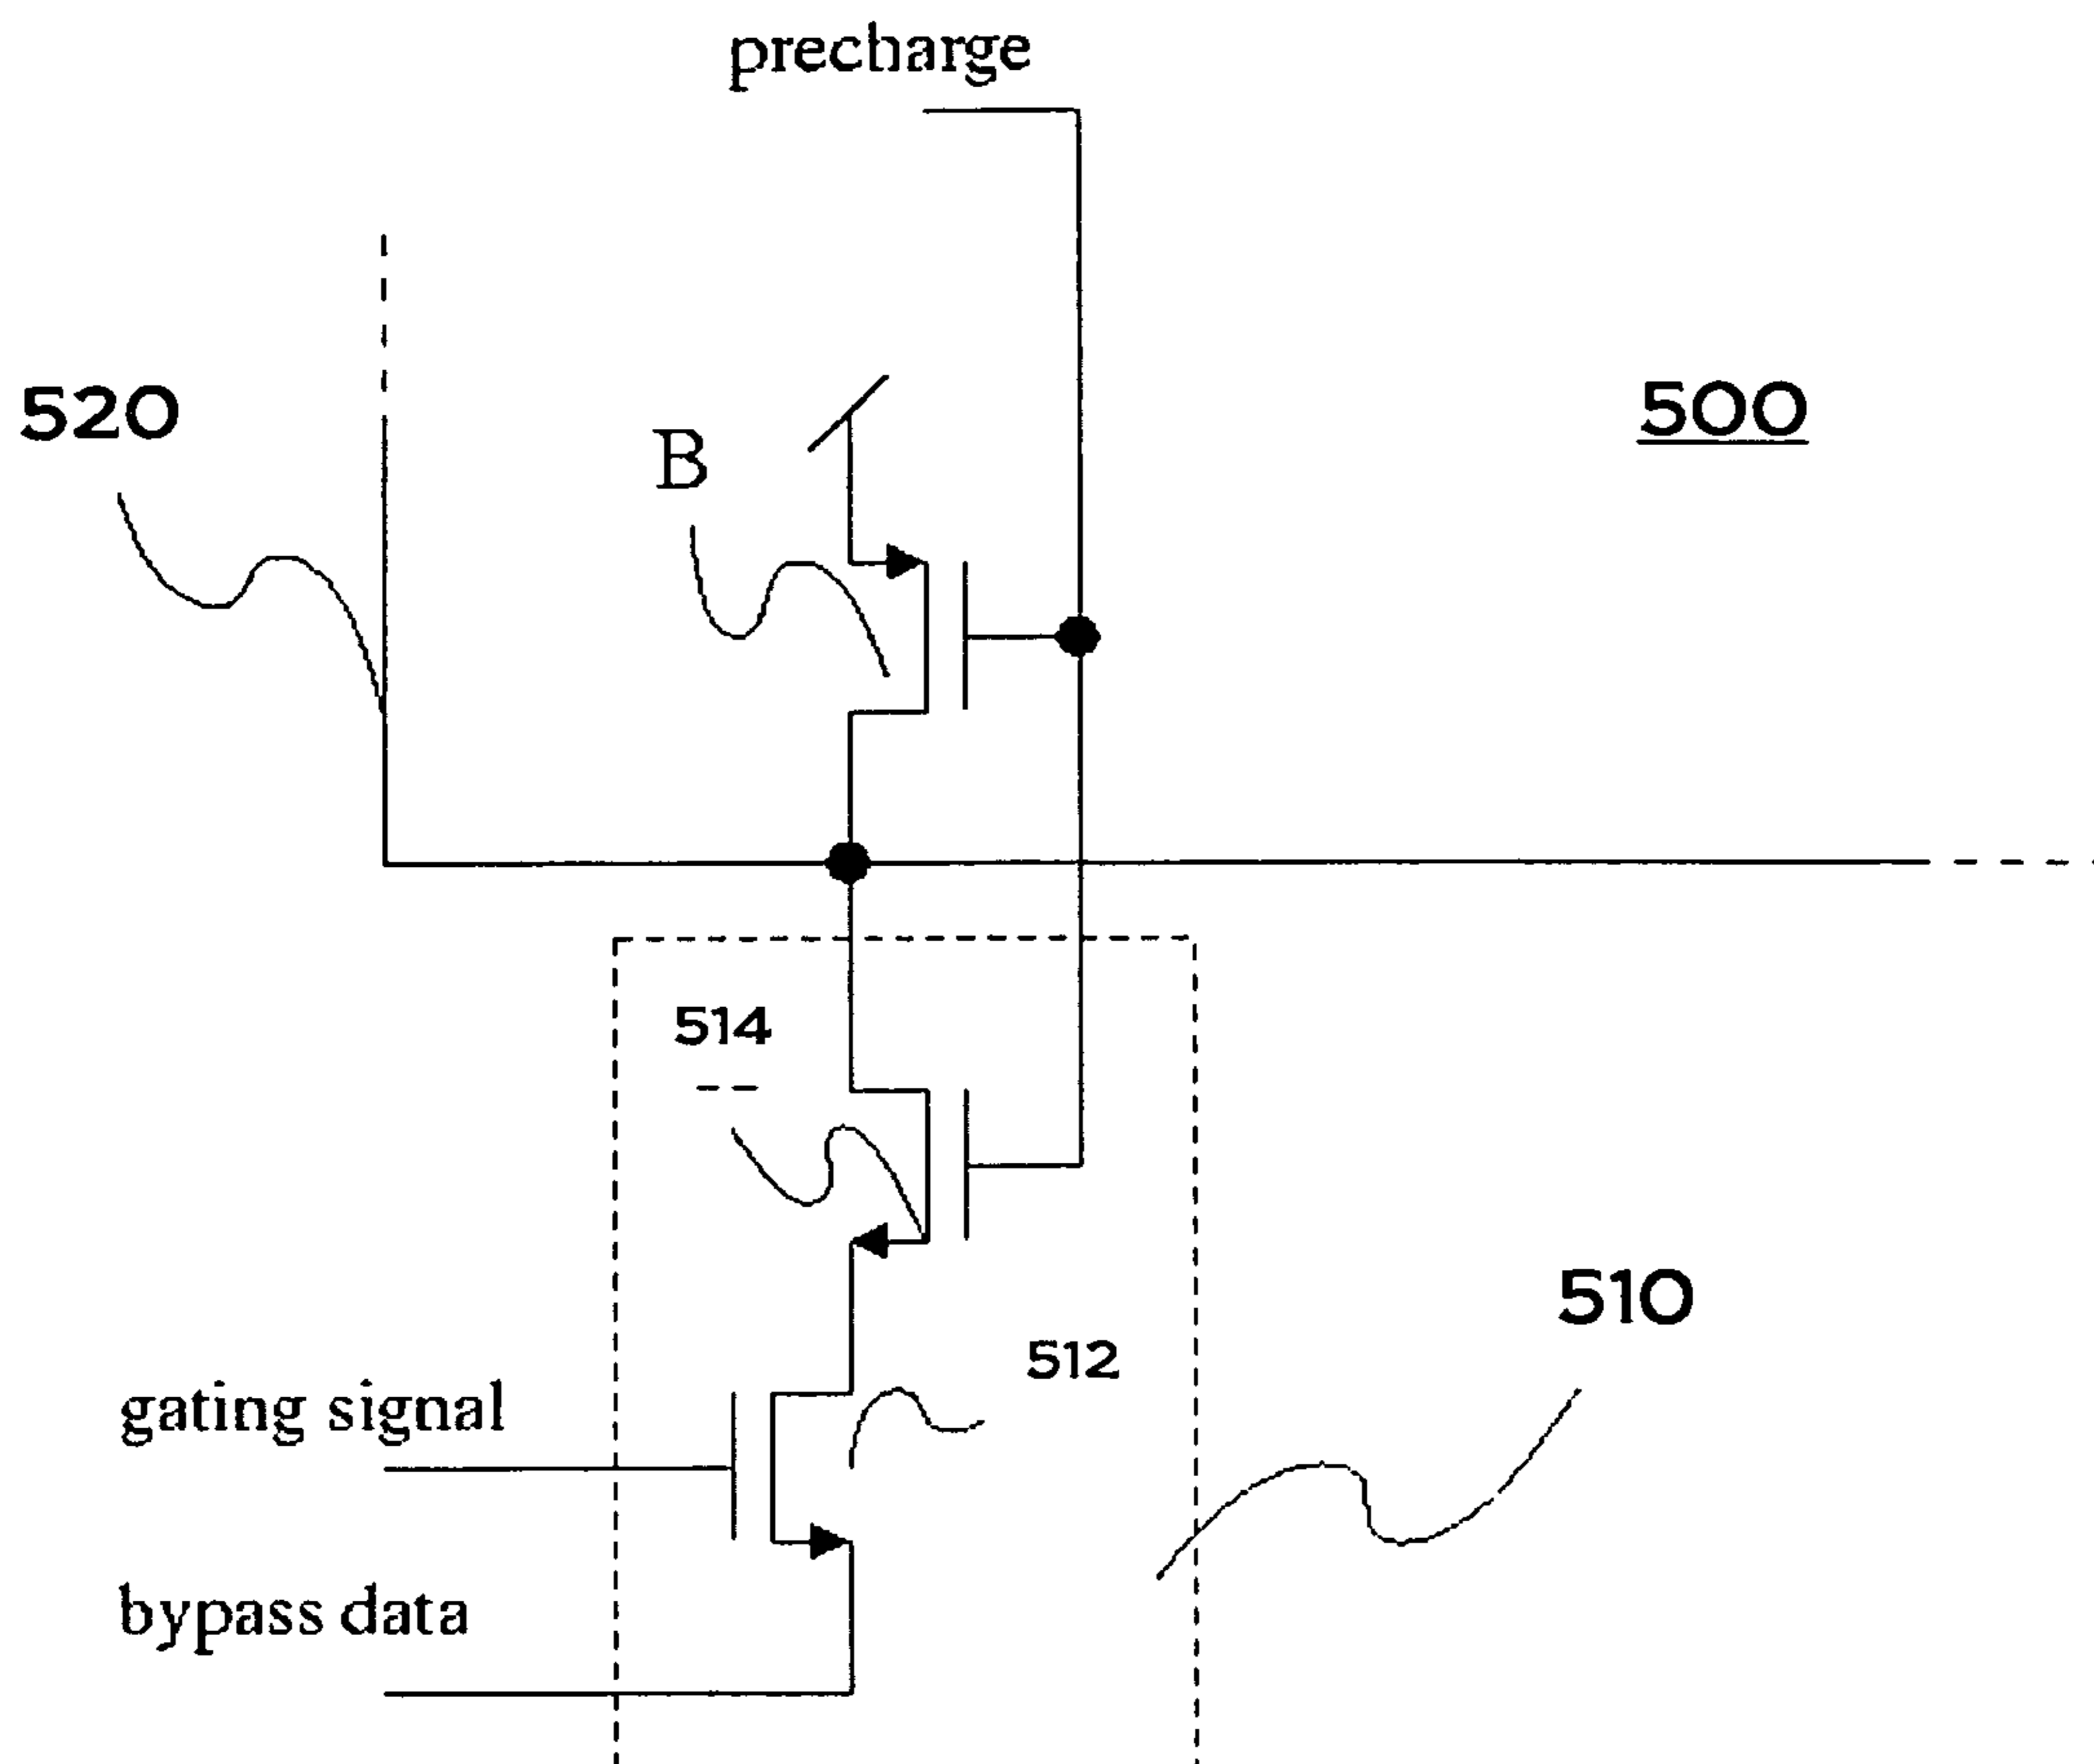 precharge
520
500
B
514
512
510
gating signal
bypass data